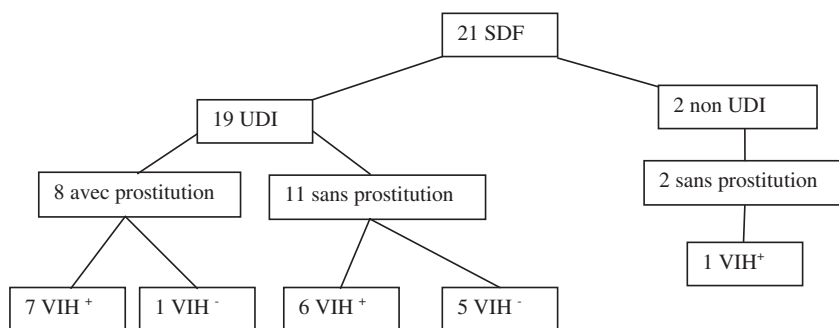 21 SDF
19 UDI
2 non UDI
8 avec prostitution
11 sans prostitution
2 sans prostitution
1 VIH⁺
7 VIH ⁺
1 VIH ⁻
6 VIH ⁺
5 VIH ⁻